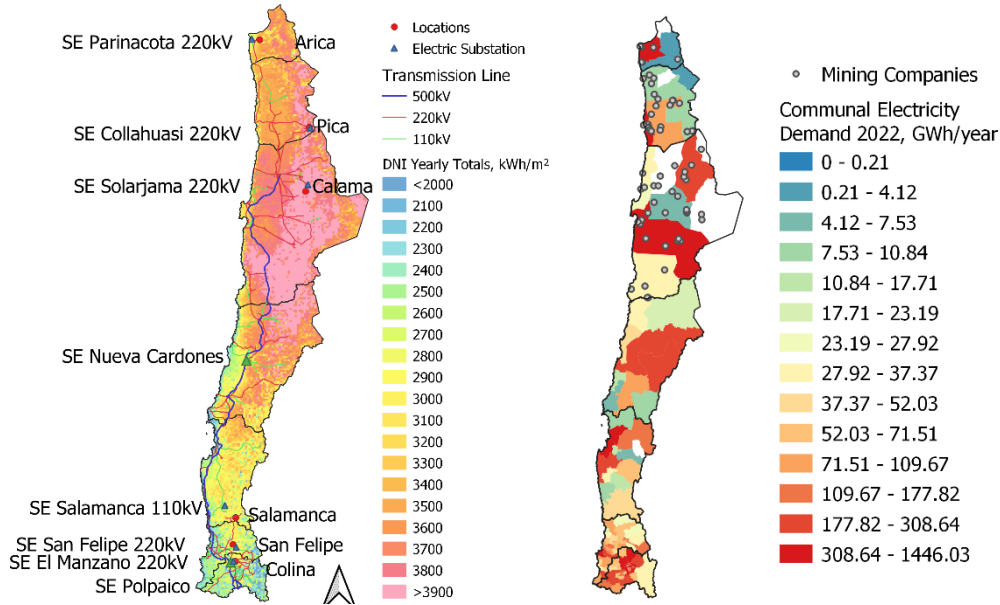 SE Parinacota 220kV
Arica
SE Collahuasi 220kV
Pica
SE Solarjama 220kV
Calama
SE Nueva Cardones
SE Salamanca 110kV
Salamanca
SE San Felipe 220kV
San Felipe
SE El Manzano 220kV
Colina
SE Polpaico
Locations
Electric Substation
Transmission Line
500kV
220kV
110kV
DNI Yearly Totals, kWh/m²
<2000
2100
2200
2300
2400
2500
2600
2700
2800
2900
3000
3100
3200
3300
3400
3500
3600
3700
3800
>3900
Mining Companies
Communal Electricity
Demand 2022, GWh/year
0 - 0.21
0.21 - 4.12
4.12 - 7.53
7.53 - 10.84
10.84 - 17.71
17.71 - 23.19
23.19 - 27.92
27.92 - 37.37
37.37 - 52.03
52.03 - 71.51
71.51 - 109.67
109.67 - 177.82
177.82 - 308.64
308.64 - 1446.03